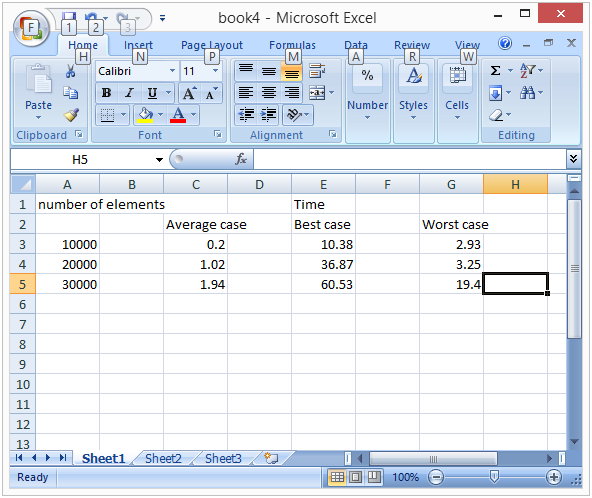 book4 - Microsoft Excel
F 1 2 3
Home Insert Page Layout Formulas Data Review View
H N P M A R W
Paste
Calibri 11
B I U A A
A
%
Number
A
Styles
Cells
Σ A Z
Clipboard Font Alignment Editing
H5 fx
A B C D E F G H
1 number of elements Time
2 Average case Best case Worst case
3 10000 0.2 10.38 2.93
4 20000 1.02 36.87 3.25
5 30000 1.94 60.53 19.4
6
7
8
9
10
11
12
13
Sheet1 Sheet2 Sheet3
Ready 100%